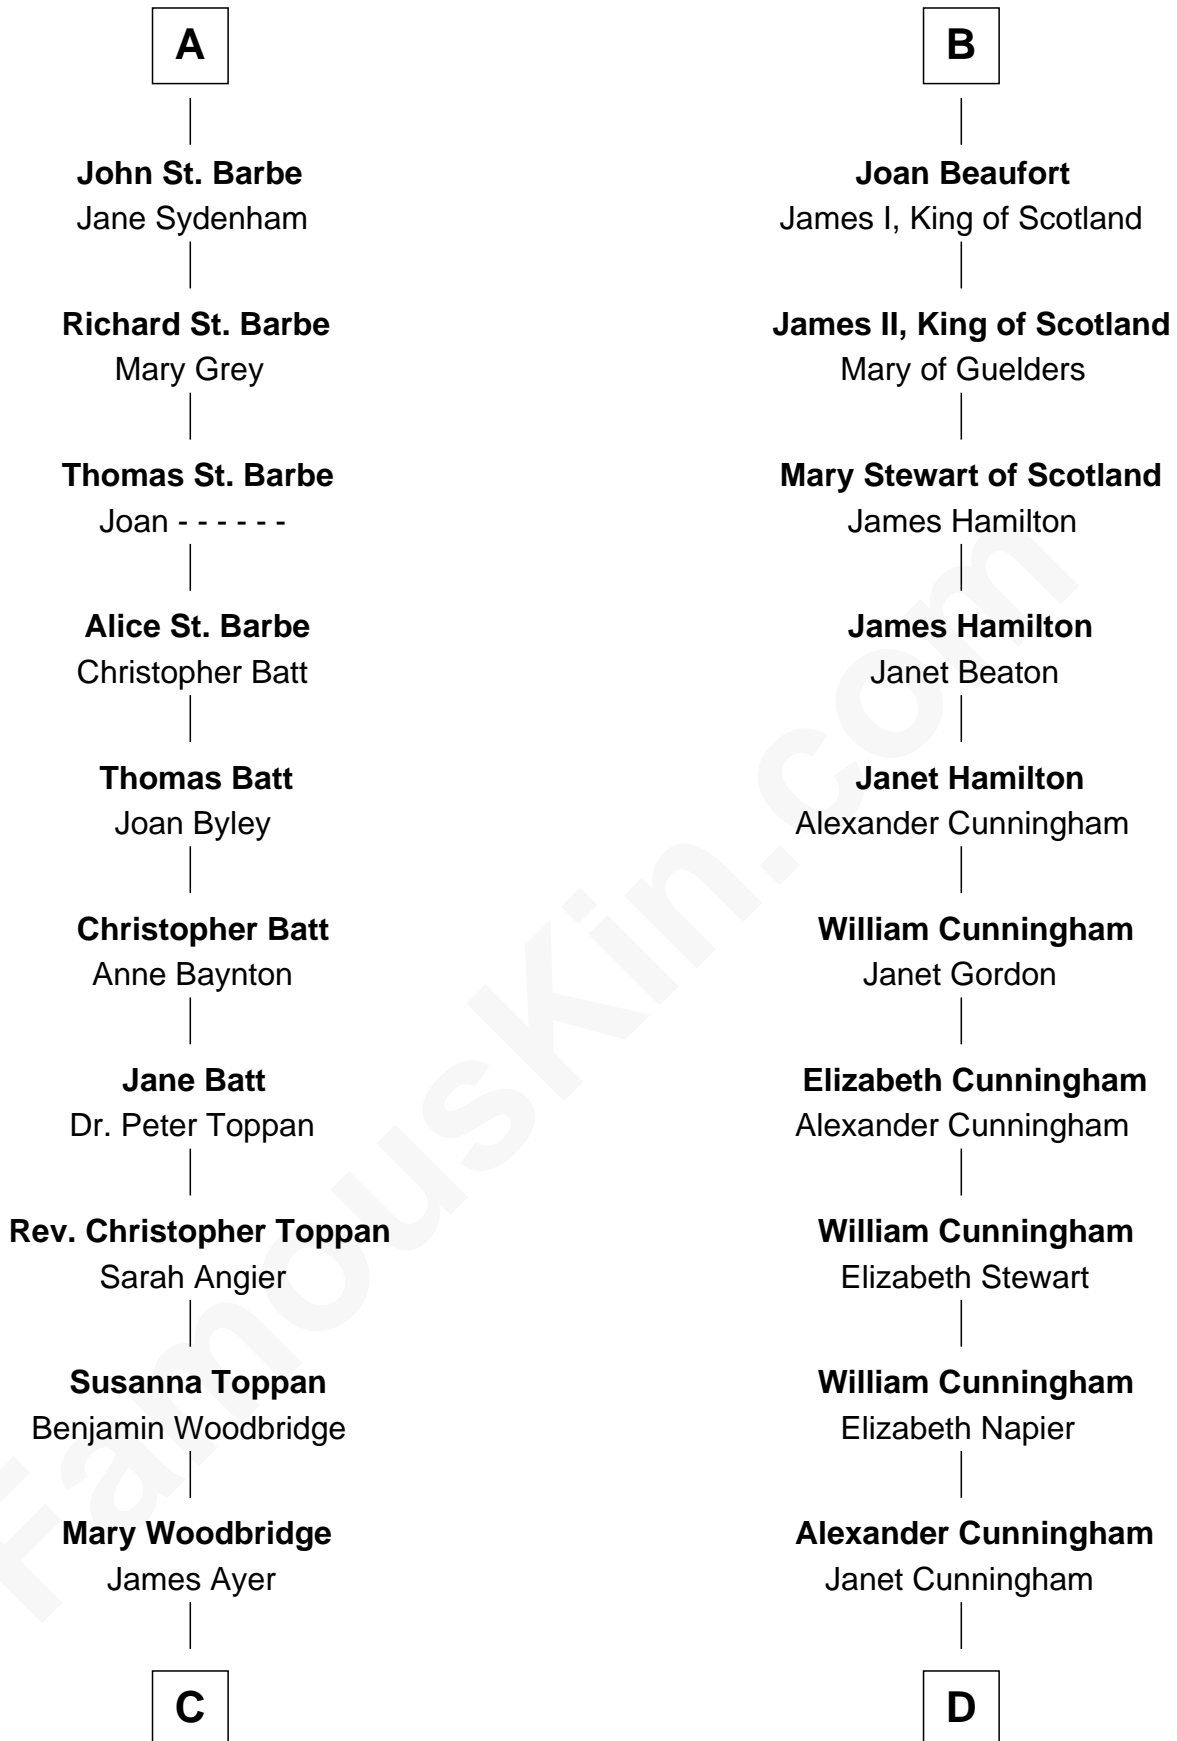 A
John St. Barbe
Jane Sydenham
Richard St. Barbe
Mary Grey
Thomas St. Barbe
Joan - - - - - -
Alice St. Barbe
Christopher Batt
Thomas Batt
Joan Byley
Christopher Batt
Anne Baynton
Jane Batt
Dr. Peter Toppan
Rev. Christopher Toppan
Sarah Angier
Susanna Toppan
Benjamin Woodbridge
Mary Woodbridge
James Ayer
C
B
Joan Beaufort
James I, King of Scotland
James II, King of Scotland
Mary of Guelders
Mary Stewart of Scotland
James Hamilton
James Hamilton
Janet Beaton
Janet Hamilton
Alexander Cunningham
William Cunningham
Janet Gordon
Elizabeth Cunningham
Alexander Cunningham
William Cunningham
Elizabeth Stewart
William Cunningham
Elizabeth Napier
Alexander Cunningham
Janet Cunningham
D
FamousKin.com